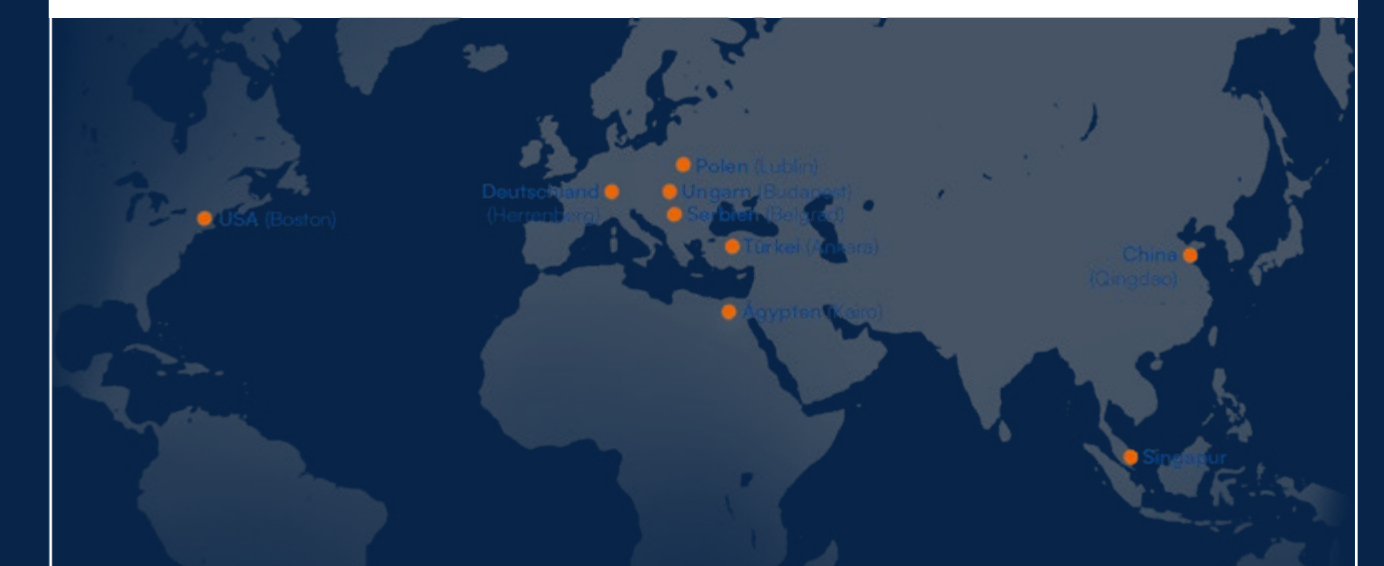 Polen (Lublin)
Deutschland
(Herrenberg)
Ungarn (Budapest)
Serbien (Belgrad)
USA (Boston)
Türkei (Ankara)
China
(Qingdao)
Ägypten (Kairo)
Singapur